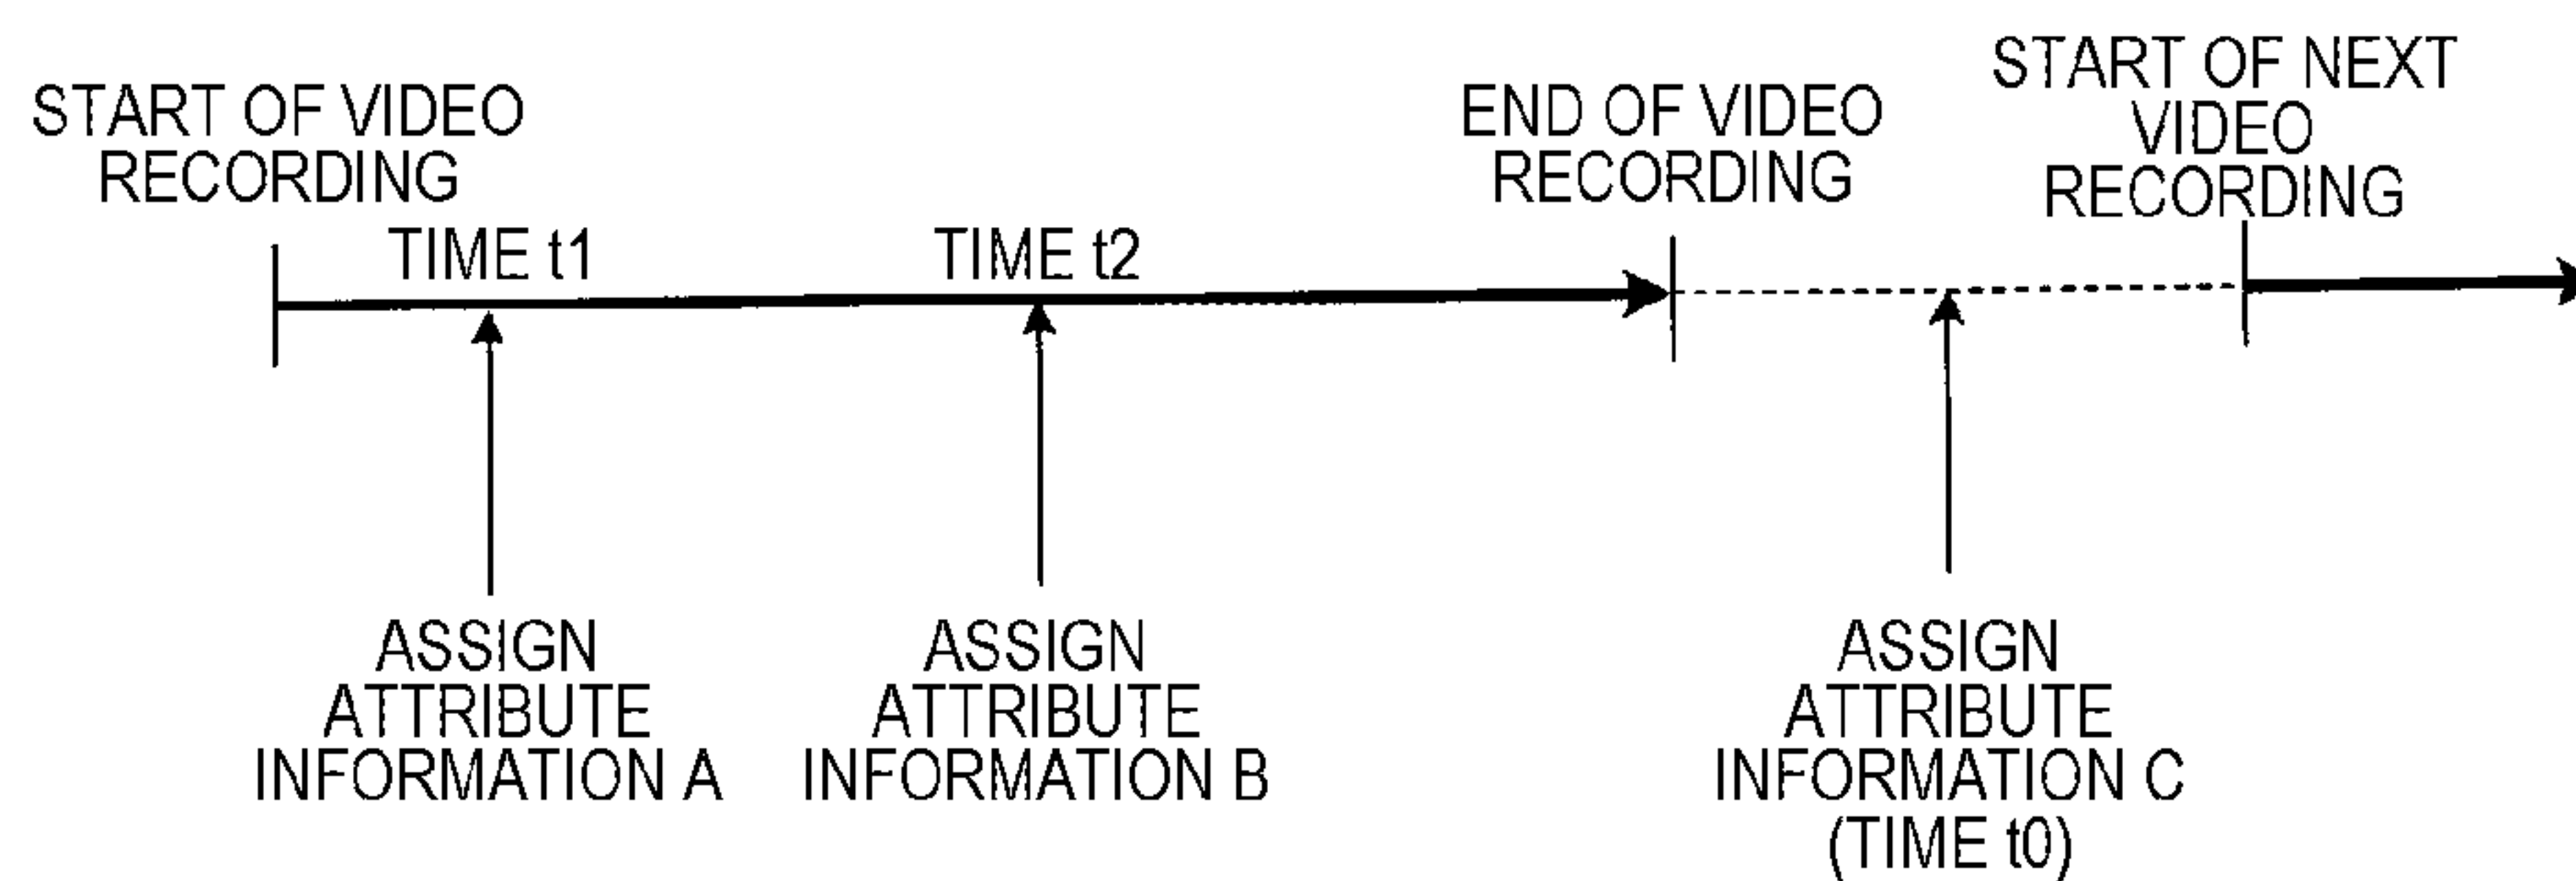 START OF VIDEO
RECORDING
TIME t1
TIME t2
END OF VIDEO
RECORDING
START OF NEXT
VIDEO
RECORDING
ASSIGN
ATTRIBUTE
INFORMATION A
ASSIGN
ATTRIBUTE
INFORMATION B
ASSIGN
ATTRIBUTE
INFORMATION C
(TIME t0)